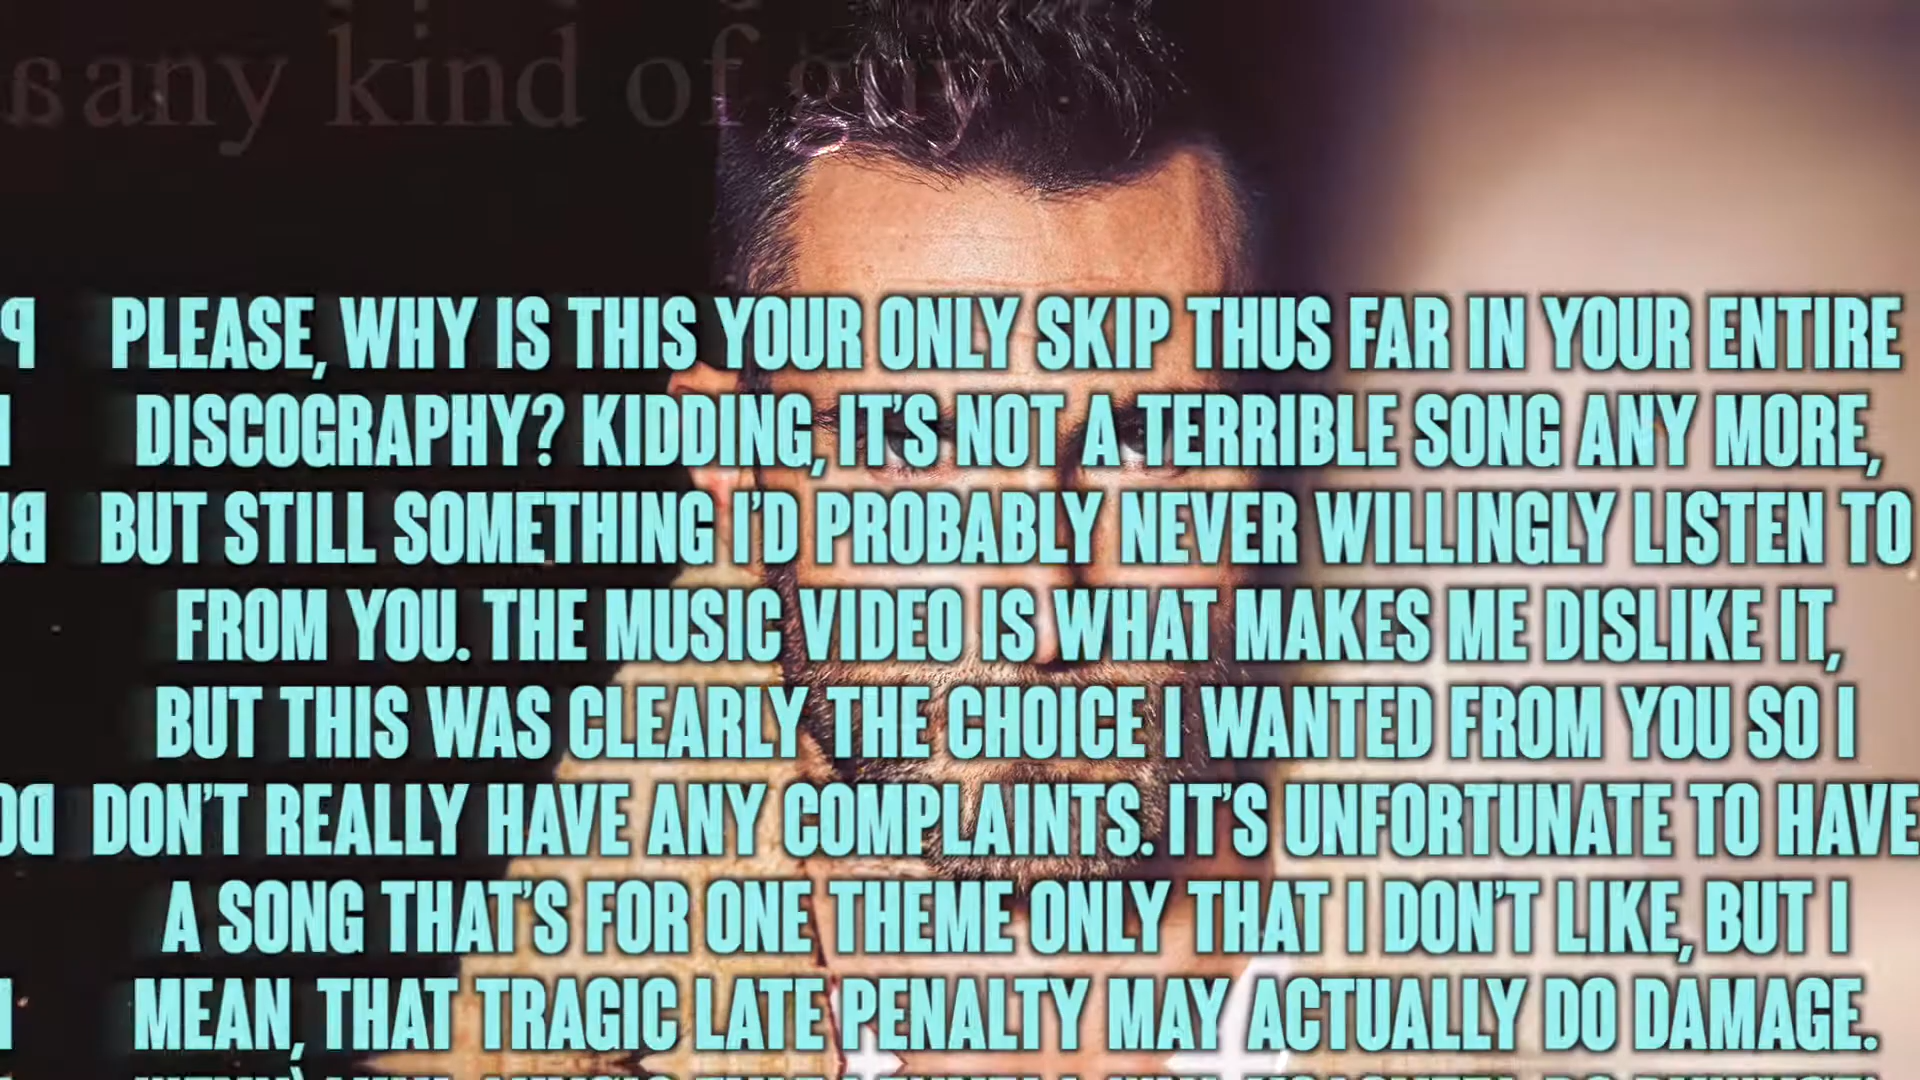 any kind of guy
PLEASE, WHY IS THIS YOUR ONLY SKIP THUS FAR IN YOUR ENTIRE
DISCOGRAPHY? KIDDING, IT'S NOT A TERRIBLE SONG ANY MORE,
BUT STILL SOMETHING I'D PROBABLY NEVER WILLINGLY LISTEN TO
FROM YOU. THE MUSIC VIDEO IS WHAT MAKES ME DISLIKE IT,
BUT THIS WAS CLEARLY THE CHOICE I WANTED FROM YOU SO I
DON'T REALLY HAVE ANY COMPLAINTS. IT'S UNFORTUNATE TO HAVE
A SONG THAT'S FOR ONE THEME ONLY THAT I DON'T LIKE, BUT I
MEAN, THAT TRAGIC LATE PENALTY MAY ACTUALLY DO DAMAGE.